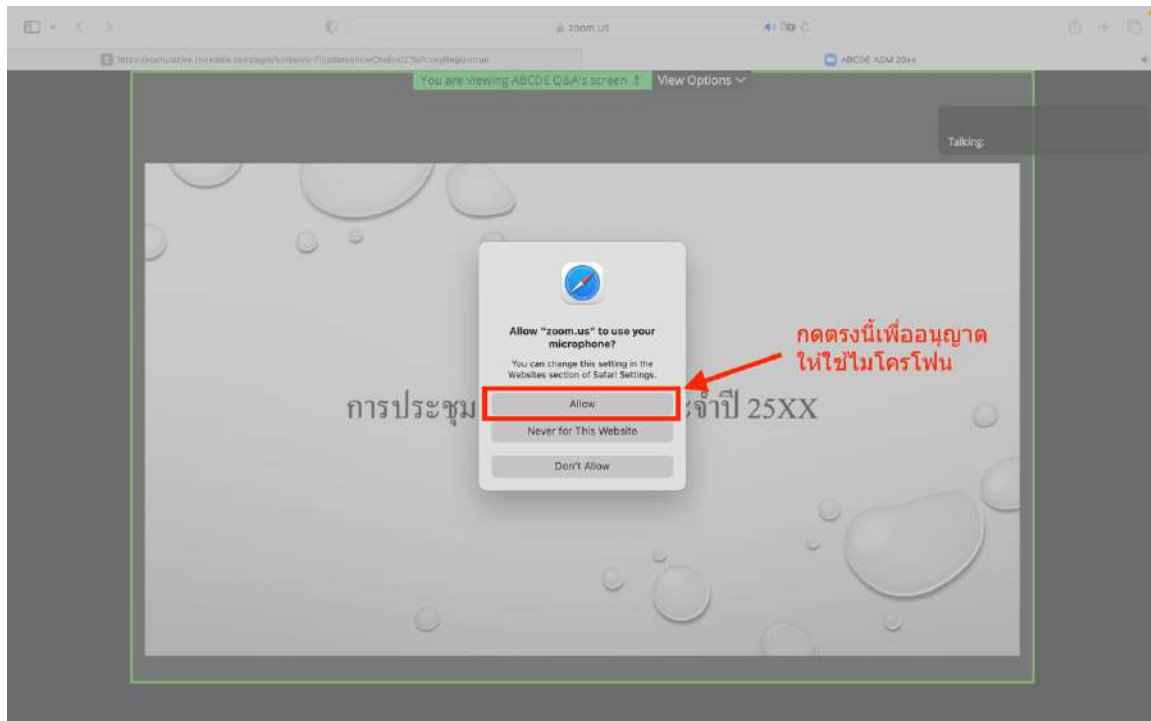 zoom.us
ABCDE AGM 20xx
You are viewing ABCDE Q&A's screen
View Options
Talking:
Allow "zoom.us" to use your
microphone?
You can change this setting in the
Websites section of Safari Settings.
Allow
Never for This Website
Don't Allow
กดตรงนี้เพื่ออนุญาต
ให้ใช้ไมโครโฟน
การประชุม ะจำปี 25XX